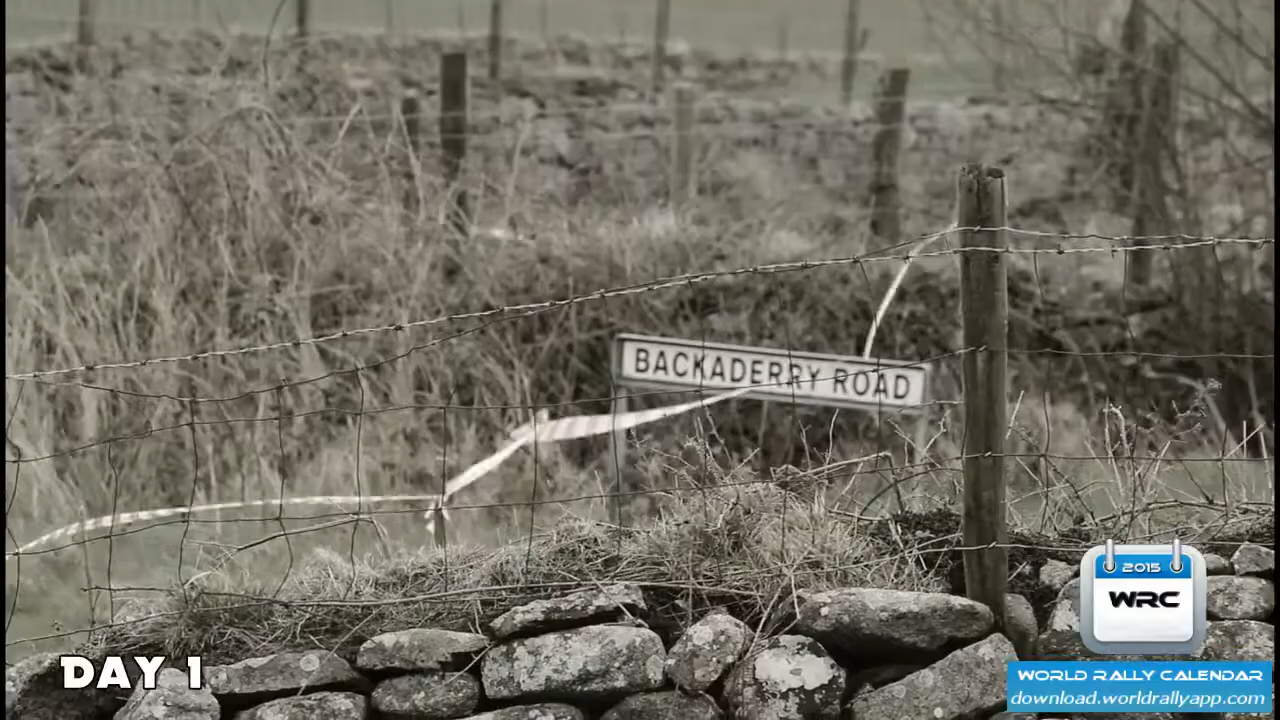 BACKADERRY ROAD
2015
WRC
DAY 1
WORLD RALLY CALENDAR
download.worldrallyapp.com